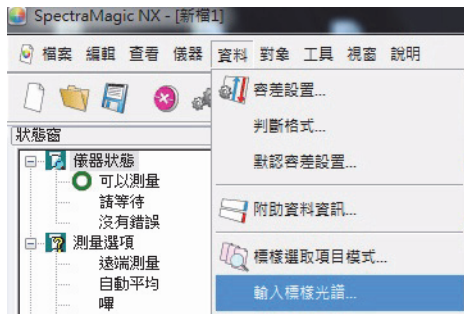 SpectraMagic NX - [新檔1]
檔案 編輯 查看 儀器 資料 對象 工具 視窗 說明
容差設置...
判斷格式...
默認容差設置...
附助資料資訊...
標樣選取項目模式...
輸入標樣光譜...
狀態窗
儀器狀態
可以測量
請等待
沒有錯誤
測量選項
遠端測量
自動平均
嗶